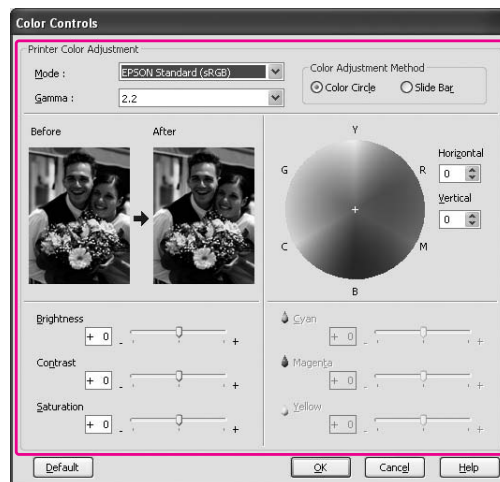 Color Controls
Printer Color Adjustment
Mode : EPSON Standard (sRGB)
Gamma : 2.2
Color Adjustment Method
Color Circle Slide Bar
Before After
Y
G R
C M
B
Horizontal
0
Vertical
0
Brightness
+ 0 - +
Contrast
+ 0 - +
Saturation
+ 0 - +
Cyan
+ 0 - +
Magenta
+ 0 - +
Yellow
+ 0 - +
Default OK Cancel Help